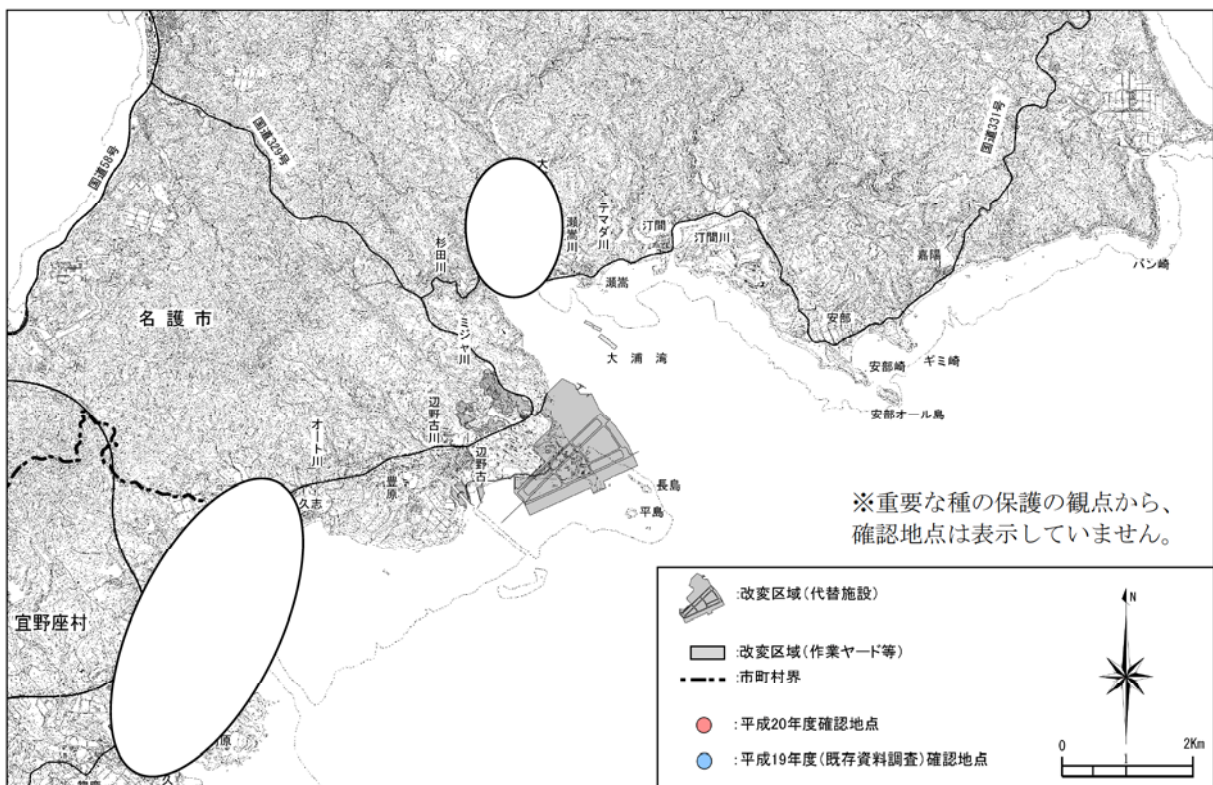 国道58号
国道329号
国道331号
大
瀬嵩川
テマダ川
汀間
汀間川
杉田川
瀬嵩
嘉陽
バン崎
名護市
ミジャ川
大浦湾
安部
安部崎
ギミ崎
安部オール島
辺野古川
オート川
辺野古
豊原
久志
長島
平島
※重要な種の保護の観点から、
確認地点は表示していません。
宜野座村
原
:改変区域(代替施設)
:改変区域(作業ヤード等)
:市町村界
:平成20年度確認地点
:平成19年度(既存資料調査)確認地点
N
0
1
2Km